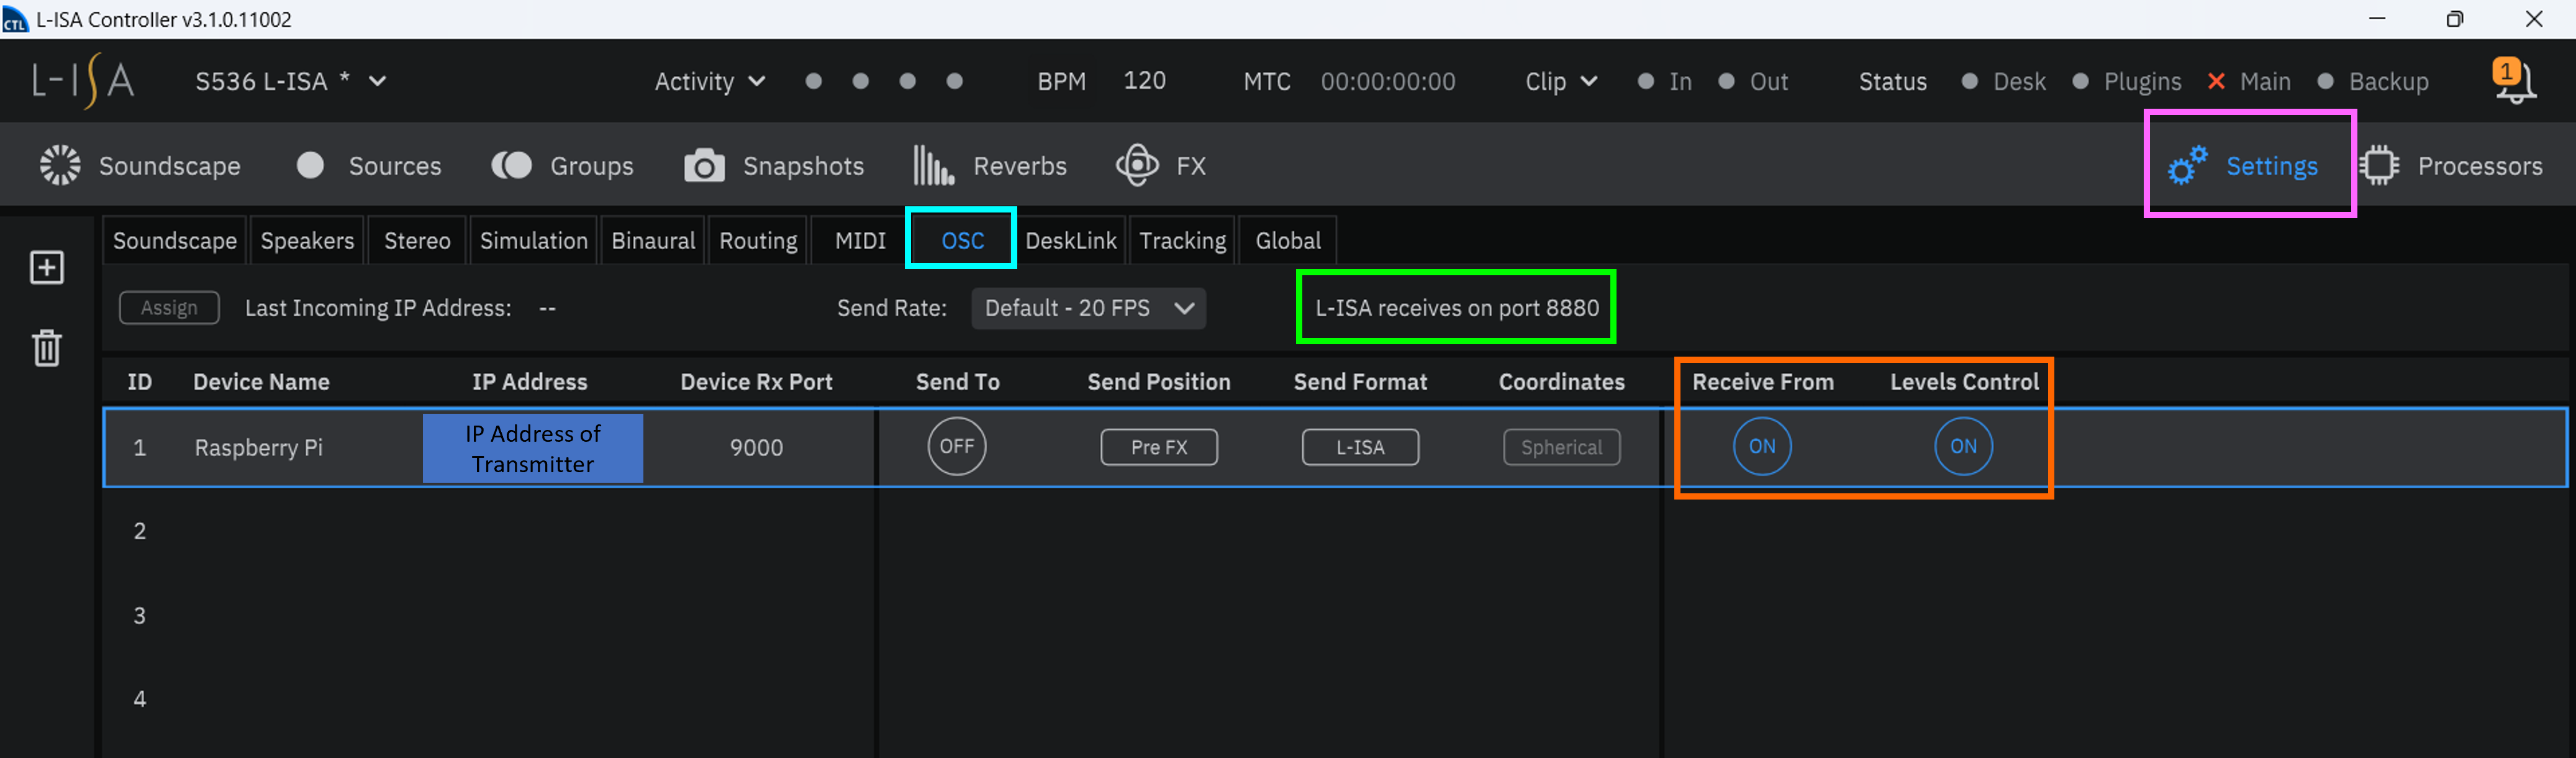 CTL L-ISA Controller v3.1.0.11002
L-ISA S536 L-ISA * Activity BPM 120 MTC 00:00:00:00 Clip In Out Status Desk Plugins Main Backup 1
Soundscape Sources Groups Snapshots Reverbs FX Settings Processors
Soundscape Speakers Stereo Simulation Binaural Routing MIDI OSC DeskLink Tracking Global
Assign Last Incoming IP Address: -- Send Rate: Default - 20 FPS L-ISA receives on port 8880
ID Device Name IP Address Device Rx Port Send To Send Position Send Format Coordinates Receive From Levels Control
1 Raspberry Pi IP Address of Transmitter 9000 OFF Pre FX L-ISA Spherical ON ON
2
3
4